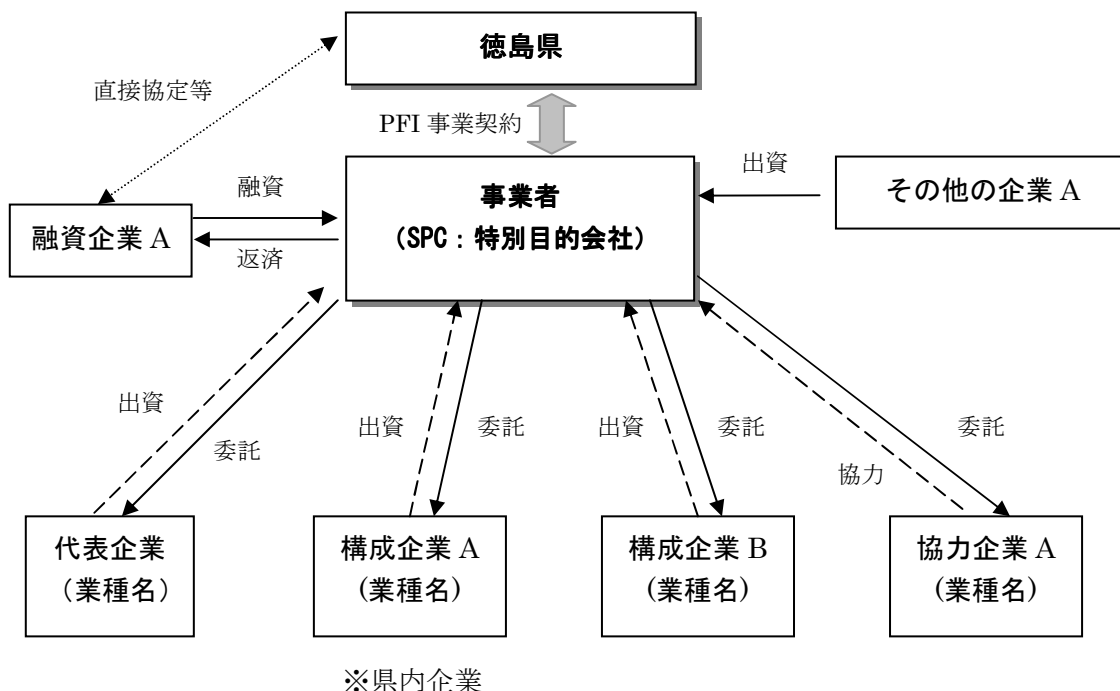 徳島県
直接協定等
PFI 事業契約
出資
融資
事業者
(SPC：特別目的会社)
その他の企業 A
融資企業 A
返済
出資
委託
出資
委託
出資
委託
委託
協力
代表企業
（業種名）
構成企業 A
(業種名)
構成企業 B
(業種名)
協力企業 A
(業種名)
※県内企業